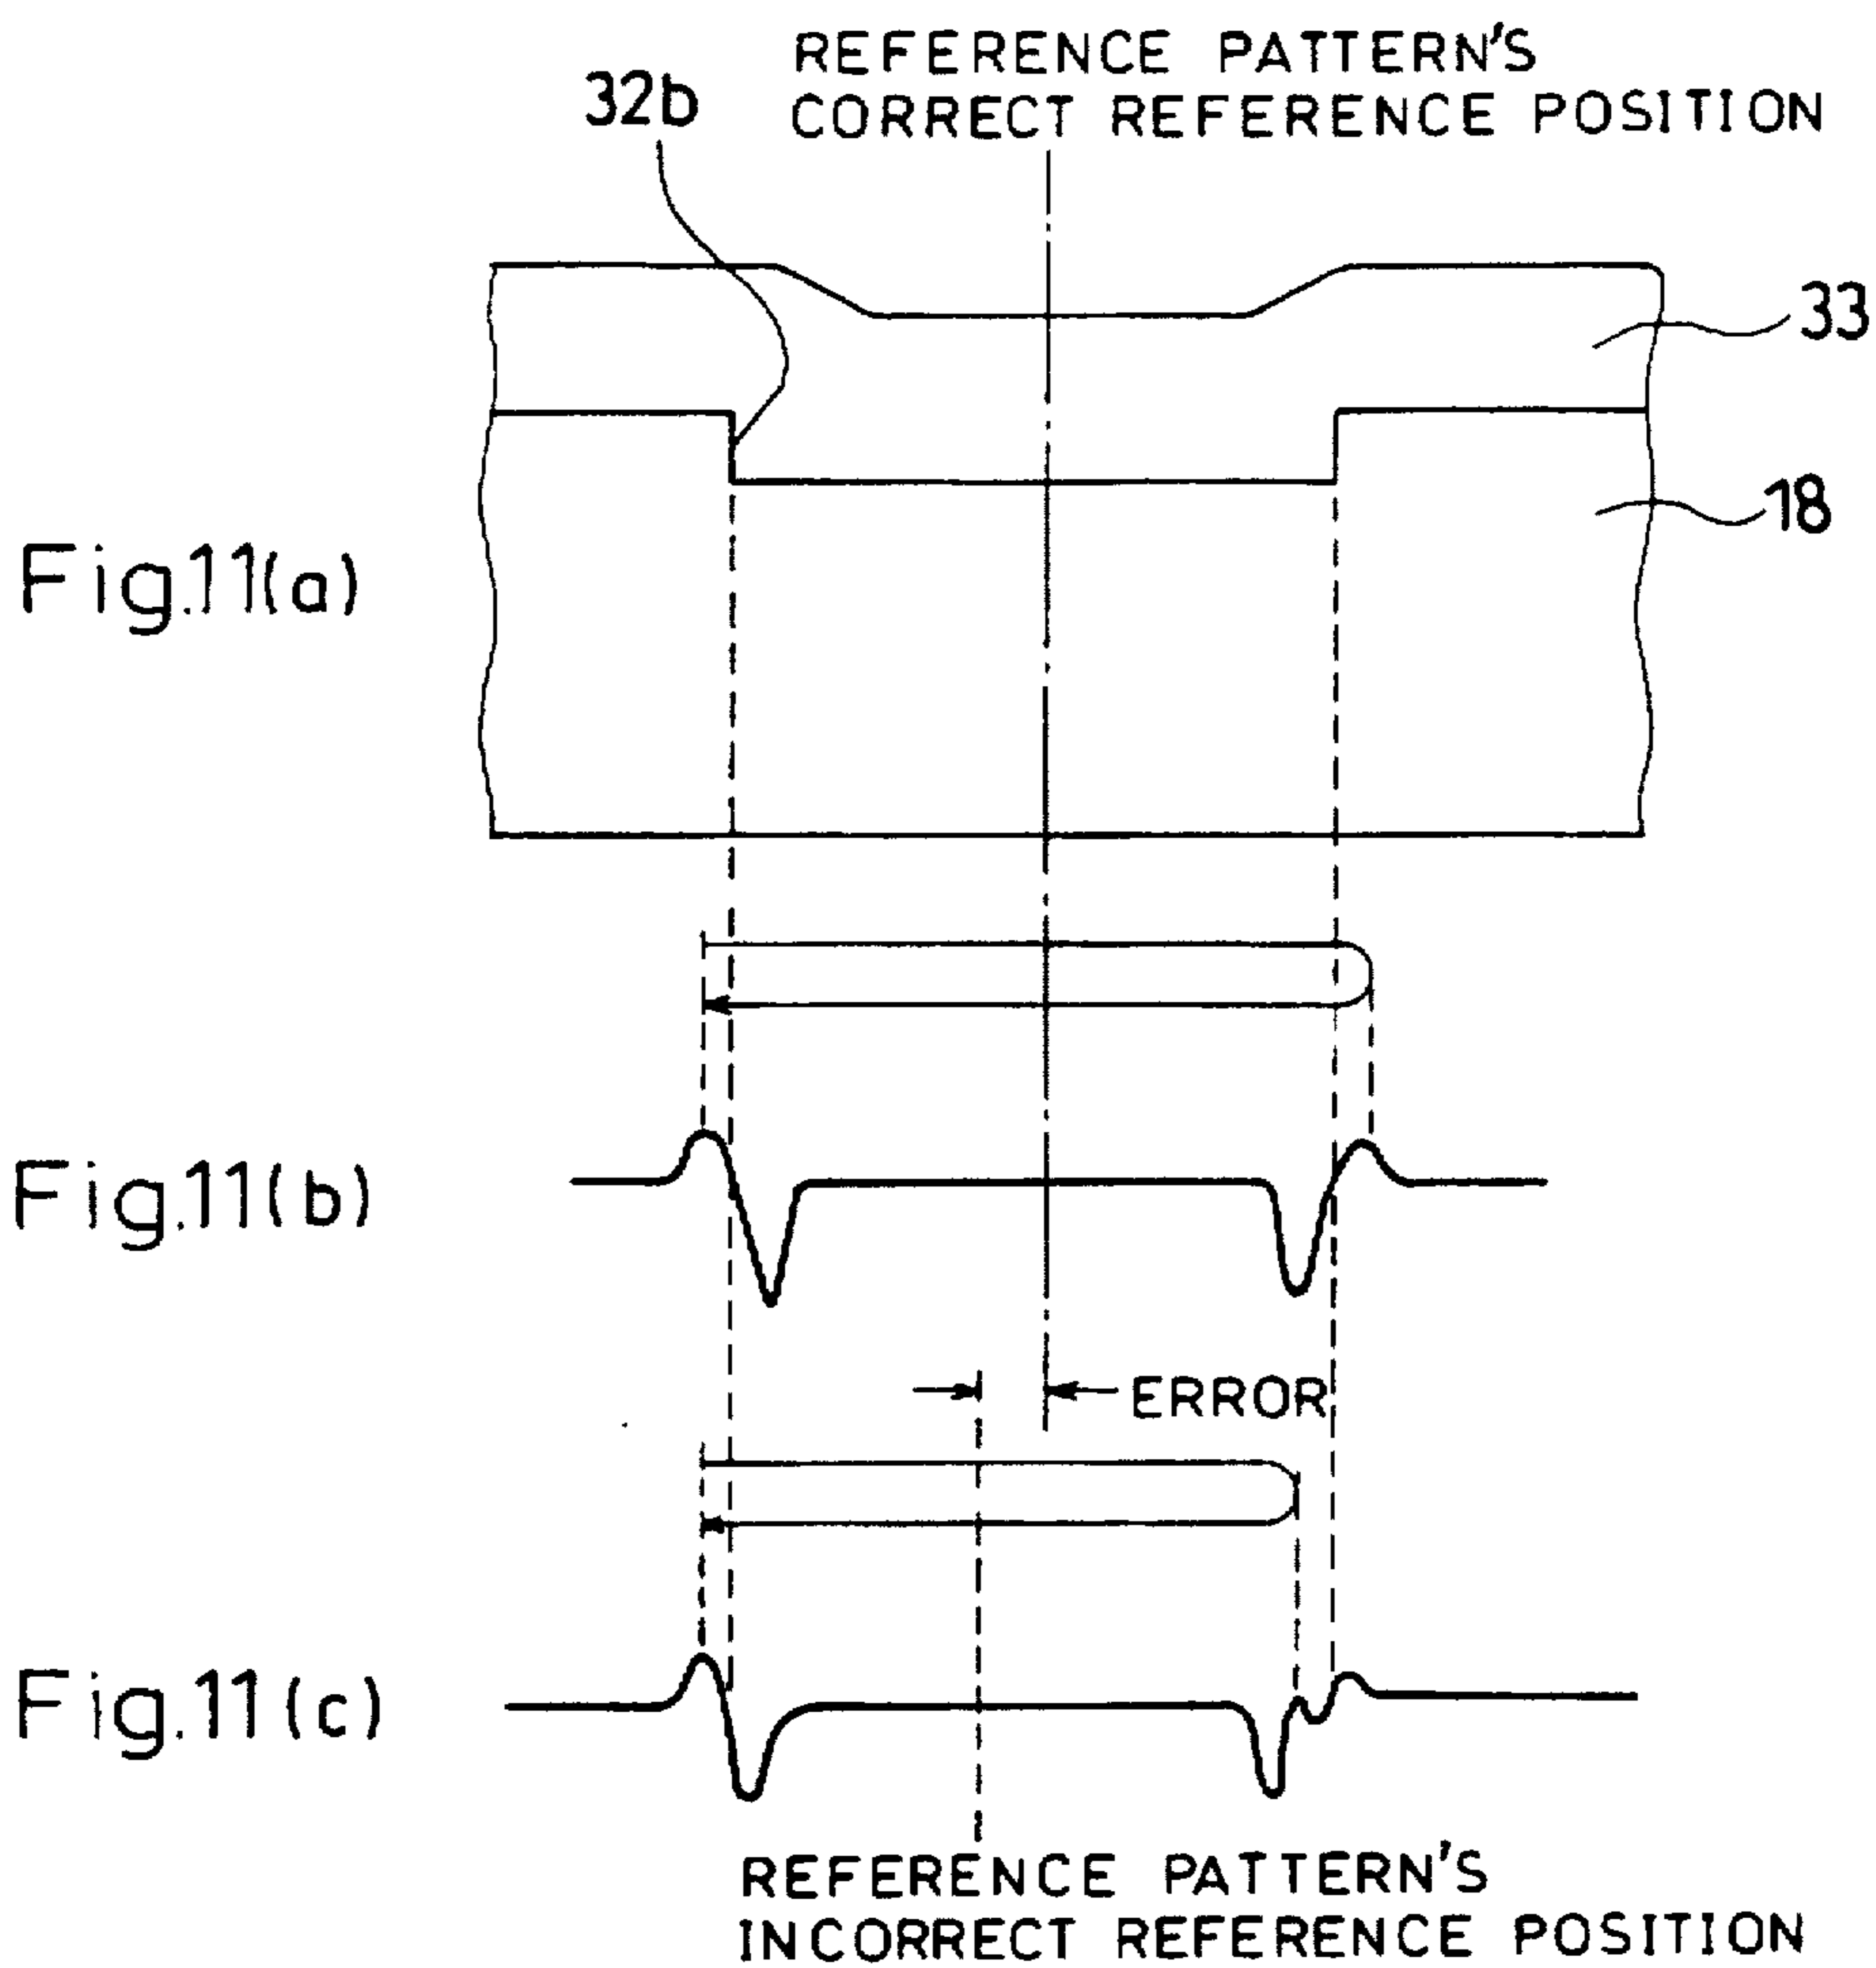 REFERENCE PATTERN'S
CORRECT REFERENCE POSITION
32b
33
18
Fig.11(a)
Fig.11(b)
ERROR
Fig.11(c)
REFERENCE PATTERN'S
INCORRECT REFERENCE POSITION